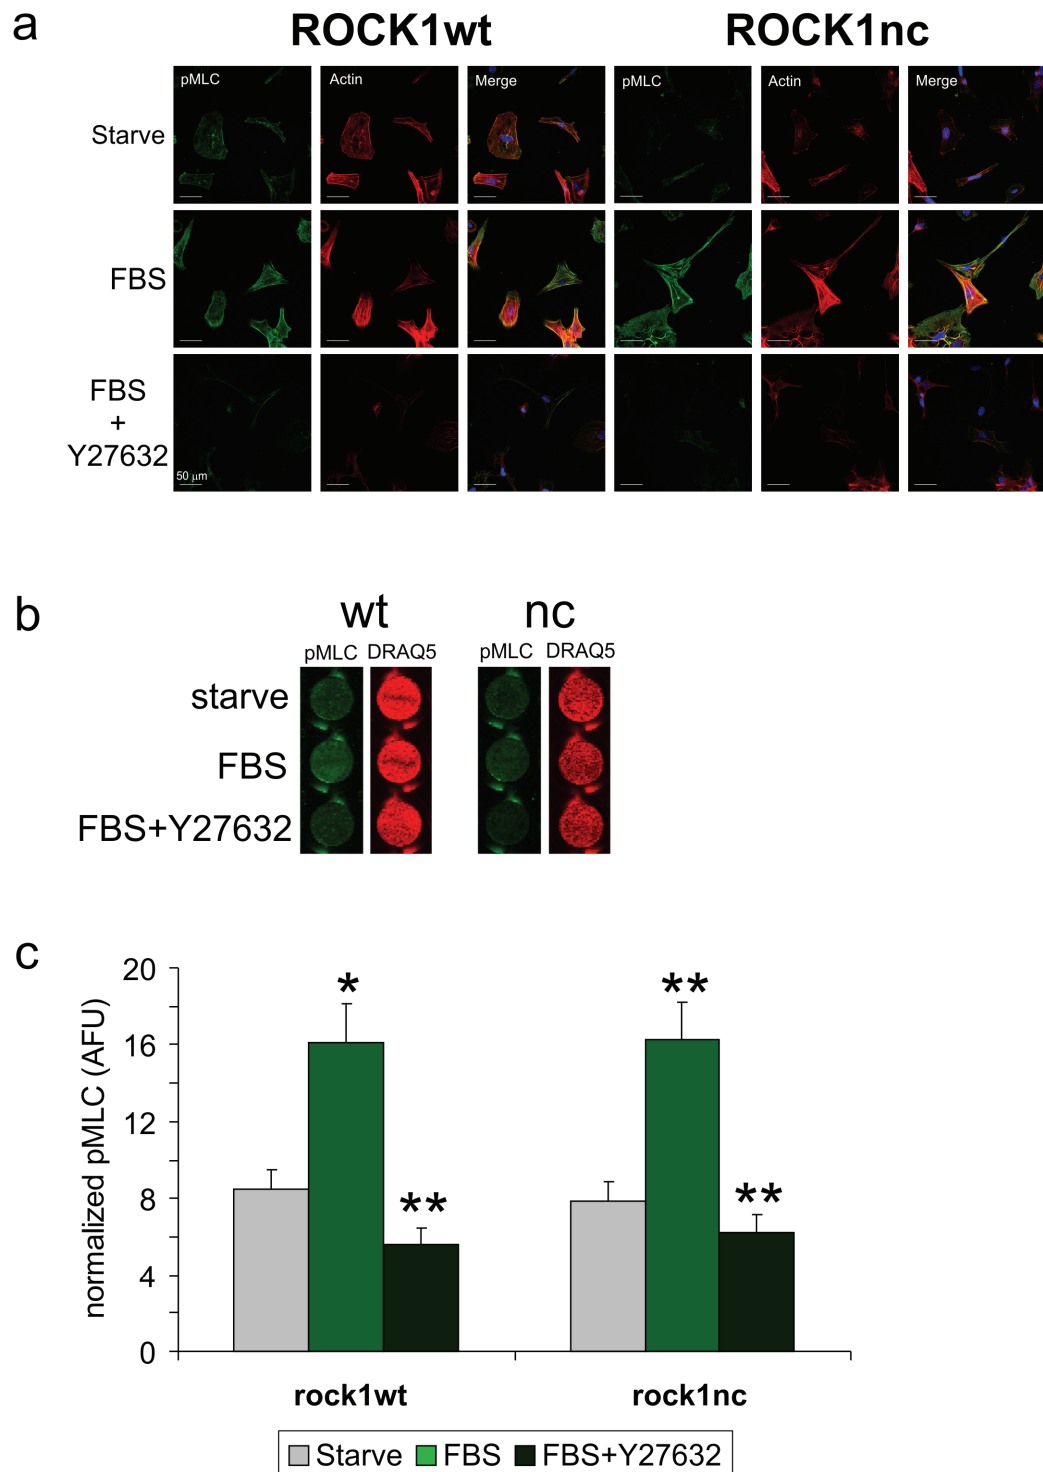 a
ROCK1wt ROCK1nc
pMLC Actin Merge pMLC Actin Merge
Starve
FBS
FBS
+
Y27632
50 µm
b
wt nc
pMLC DRAQ5 pMLC DRAQ5
starve
FBS
FBS+Y27632
c
normalized pMLC (AFU)
20
16
12
8
4
0
* **
** **
rock1wt rock1nc
Starve FBS FBS+Y27632